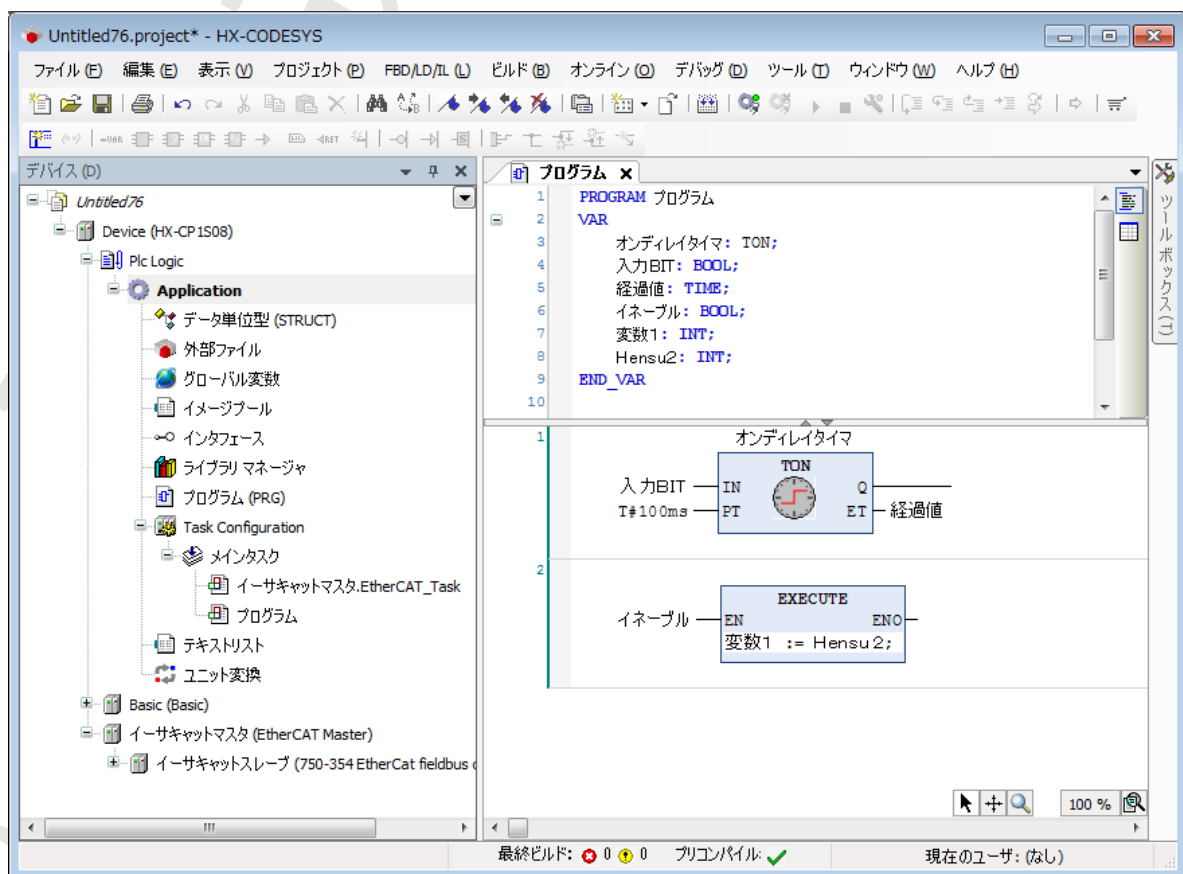 Untitled76.project* - HX-CODESYS
ファイル (F) 編集 (E) 表示 (V) プロジェクト (P) FBD/LD/IL (L) ビルド (B) オンライン (O) デバッグ (D) ツール (T) ウィンドウ (W) ヘルプ (H)
デバイス (D)
Untitled76
Device (HX-CP1S08)
Plc Logic
Application
データ単位型 (STRUCT)
外部ファイル
グローバル変数
イメージプール
インタフェース
ライブラリ マネージャ
プログラム (PRG)
Task Configuration
メインタスク
イーサキャットマスタ.EtherCAT_Task
プログラム
テキストリスト
ユニット変換
Basic (Basic)
イーサキャットマスタ (EtherCAT Master)
イーサキャットスレーブ (750-354 EtherCat fieldbus
プログラム
1 PROGRAM プログラム
2 VAR
3 オンディレイタイマ: TON;
4 入力BIT: BOOL;
5 経過値: TIME;
6 イネーブル: BOOL;
7 変数1: INT;
8 Hensu2: INT;
9 END_VAR
10
1 オンディレイタイマ
TON
入力BIT IN Q
T#100ms PT ET 経過値
2
EXECUTE
イネーブル EN ENO
変数1 := Hensu2;
100 %
ツールボックス (T)
最終ビルド: 0 0 プリコンパイル: 現在のユーザ: (なし)